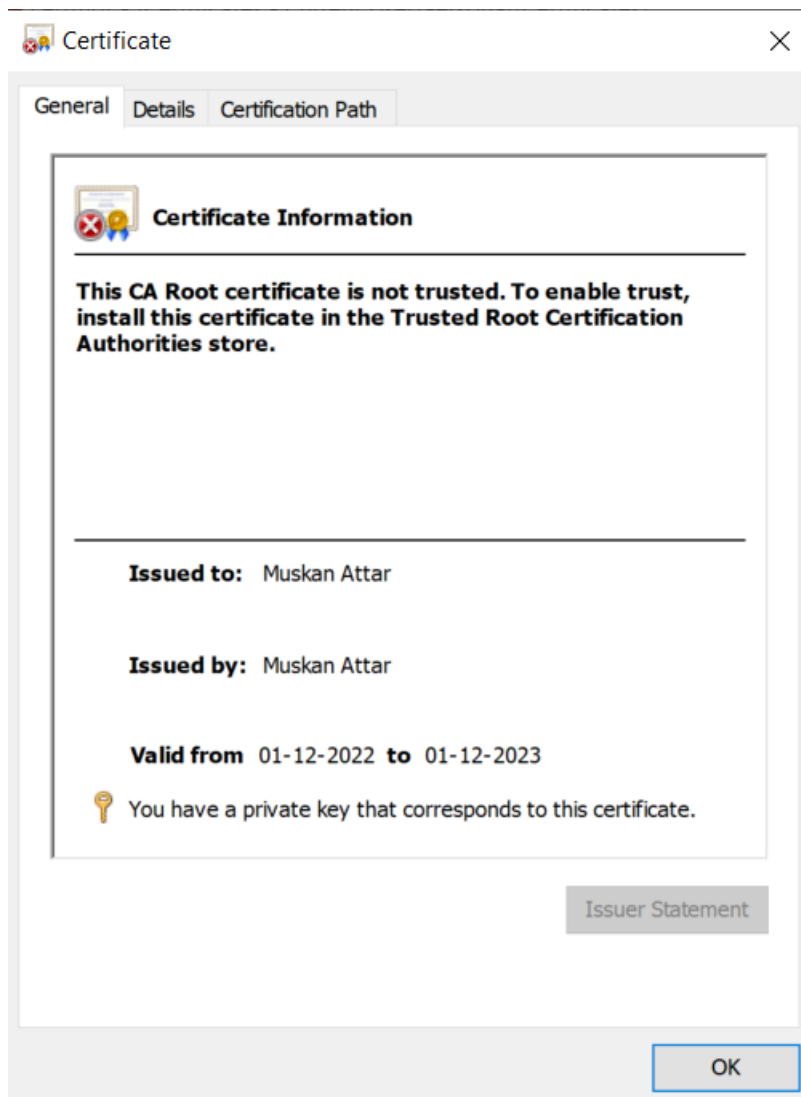 Certificate
General Details Certification Path
Certificate Information
This CA Root certificate is not trusted. To enable trust,
install this certificate in the Trusted Root Certification
Authorities store.
Issued to: Muskan Attar
Issued by: Muskan Attar
Valid from 01-12-2022 to 01-12-2023
You have a private key that corresponds to this certificate.
Issuer Statement
OK